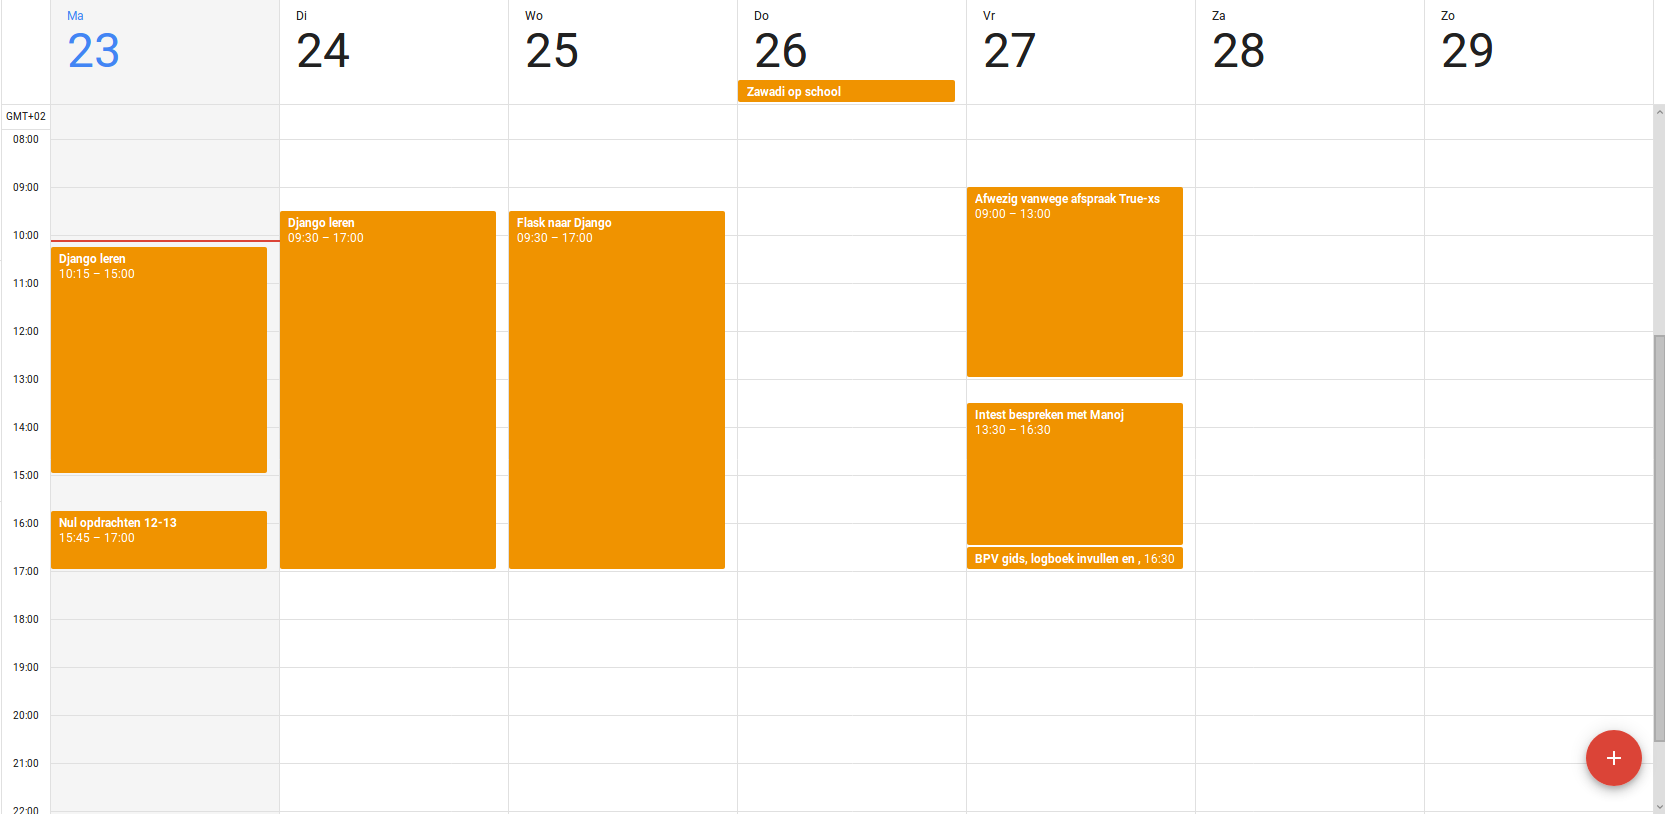 Ma
23
Di
24
Wo
25
Do
26
Vr
27
Za
28
Zo
29
Zawadi op school
GMT+02
08:00
09:00
10:00
11:00
12:00
13:00
14:00
15:00
16:00
17:00
18:00
19:00
20:00
21:00
22:00
Django leren
10:15 – 15:00
Nul opdrachten 12-13
15:45 – 17:00
Django leren
09:30 – 17:00
Flask naar Django
09:30 – 17:00
Afwezig vanwege afspraak True-xs
09:00 – 13:00
Intest bespreken met Manoj
13:30 – 16:30
BPV gids, logboek invullen en , 16:30
+